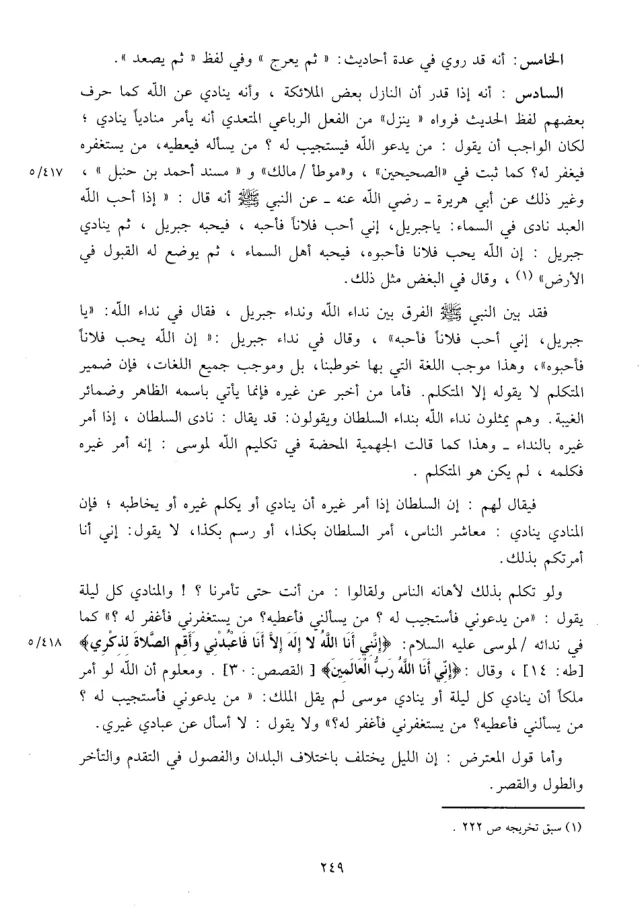 الخامس: أنه قد روي في عدة أحاديث: « ثم يعرج » وفي لفظ « ثم يصعد ».
السادس : أنه إذا قدر أن النازل بعض الملائكة ، وأنه ينادي عن الله كما حرف
بعضهم لفظ الحديث فرواه « ينزل» من الفعل الرباعي المتعدي أنه يأمر منادياً ينادي ؛
لكان الواجب أن يقول : من يدعو الله فيستجيب له ؟ من يسأله فيعطيه، من يستغفره
فيغفر له؟ كما ثبت في «الصحيحين» ، و«موطأ /مالك» و « مسند أحمد بن حنبل » ،
٥/٤١٧
وغير ذلك عن أبي هريرة ـ رضي الله عنه ـ عن النبي ﷺ أنه قال : « إذا أحب الله
العبد نادى في السماء: ياجبريل، إني أحب فلاناً فأحبه ، فيحبه جبريل ، ثم ينادي
جبريل : إن الله يحب فلانا فأحبوه، فيحبه أهل السماء ، ثم يوضع له القبول في
الأرض» (١) ، وقال في البغض مثل ذلك.
فقد بين النبي ﷺ الفرق بين نداء الله ونداء جبريل ، فقال في نداء الله: «يا
جبريل، إني أحب فلاناً فأحبه» ، وقال في نداء جبريل :« إن الله يحب فلاناً
فأحبوه»، وهذا موجب اللغة التي بها خوطبنا، بل وموجب جميع اللغات، فإن ضمير
المتكلم لا يقوله إلا المتكلم. فأما من أخبر عن غيره فإنما يأتي باسمه الظاهر وضمائر
الغيبة. وهم يمثلون نداء الله بنداء السلطان ويقولون: قد يقال : نادى السلطان ، إذا أمر
غيره بالنداء ـ وهذا كما قالت الجهمية المحضة في تكليم الله لموسى : إنه أمر غيره
فكلمه ، لم يكن هو المتكلم .
فيقال لهم : إن السلطان إذا أمر غيره أن ينادي أو يكلم غيره أو يخاطبه ؛ فإن
المنادي ينادي : معاشر الناس، أمر السلطان بكذا، أو رسم بكذا، لا يقول: إني أنا
أمرتكم بذلك.
ولو تكلم بذلك لأهانه الناس ولقالوا : من أنت حتى تأمرنا ؟ ! والمنادي كل ليلة
يقول : «من يدعوني فأستجيب له ؟ من يسألني فأعطيه؟ من يستغفرني فأغفر له ؟» كما
في ندائه /لموسى عليه السلام: ﴿إِنَّنِي أَنَا اللَّهُ لا إِلَهَ إِلاَّ أَنَا فَاعْبُدْنِي وَأَقِمِ الصَّلاةَ لِذِكْرِي﴾
٥/٤١٨
[طه: ١٤] ، وقال :﴿إِنِّي أَنَا اللَّهُ رَبُّ الْعَالَمِينَ﴾ [ القصص: ٣٠] . ومعلوم أن الله لو أمر
ملكاً أن ينادي كل ليلة أو ينادي موسى لم يقل الملك: « من يدعوني فأستجيب له ؟
من يسألني فأعطيه؟ من يستغفرني فأغفر له؟» ولا يقول : لا أسأل عن عبادي غيري.
وأما قول المعترض : إن الليل يختلف باختلاف البلدان والفصول في التقدم والتأخر
والطول والقصر.
(١) سبق تخريجه ص ٢٢٢ .
٢٤٩